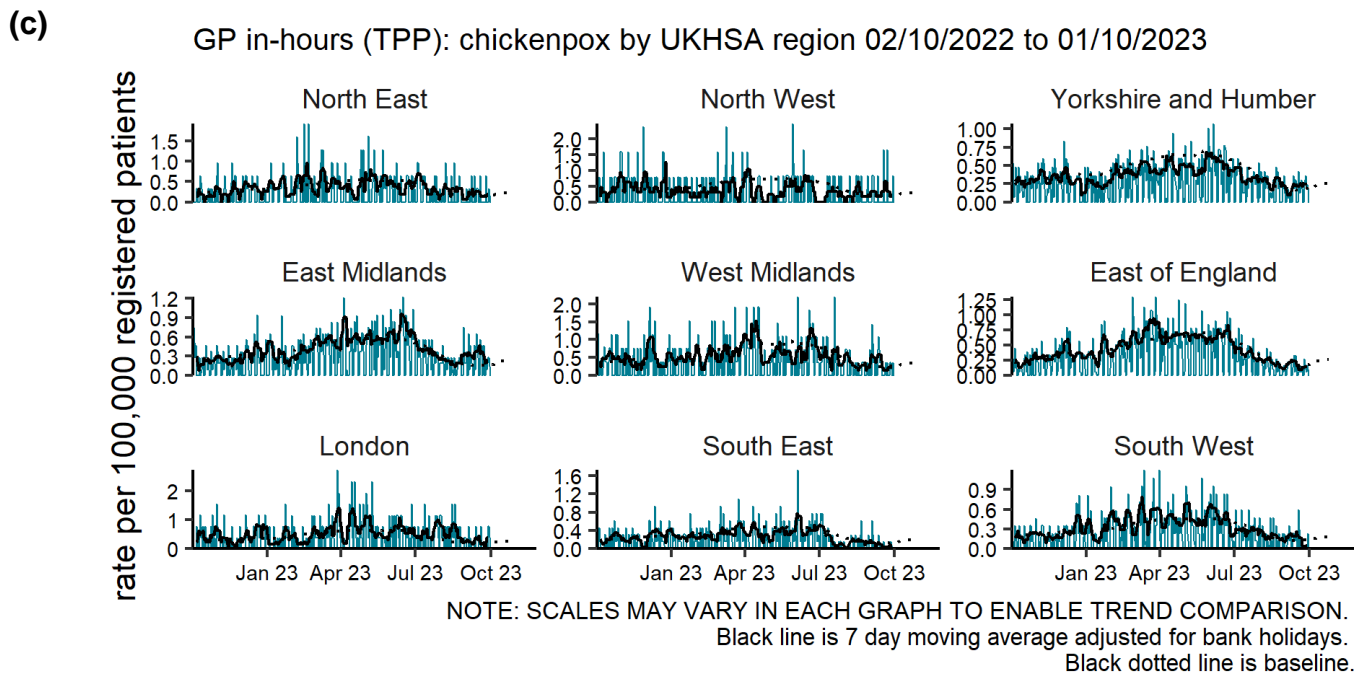 (c)
GP in-hours (TPP): chickenpox by UKHSA region 02/10/2022 to 01/10/2023
rate per 100,000 registered patients
North East
1.5
1.0
0.5
0.0
North West
2.0
1.5
1.0
0.5
0.0
Yorkshire and Humber
1.00
0.75
0.50
0.25
0.00
East Midlands
1.2
0.9
0.6
0.3
0.0
West Midlands
2.0
1.5
1.0
0.5
0.0
East of England
1.25
1.00
0.75
0.50
0.25
0.00
London
2
1
0
Jan 23 Apr 23 Jul 23 Oct 23
South East
1.6
1.2
0.8
0.4
0.0
Jan 23 Apr 23 Jul 23 Oct 23
South West
0.9
0.6
0.3
0.0
Jan 23 Apr 23 Jul 23 Oct 23
NOTE: SCALES MAY VARY IN EACH GRAPH TO ENABLE TREND COMPARISON.
Black line is 7 day moving average adjusted for bank holidays.
Black dotted line is baseline.